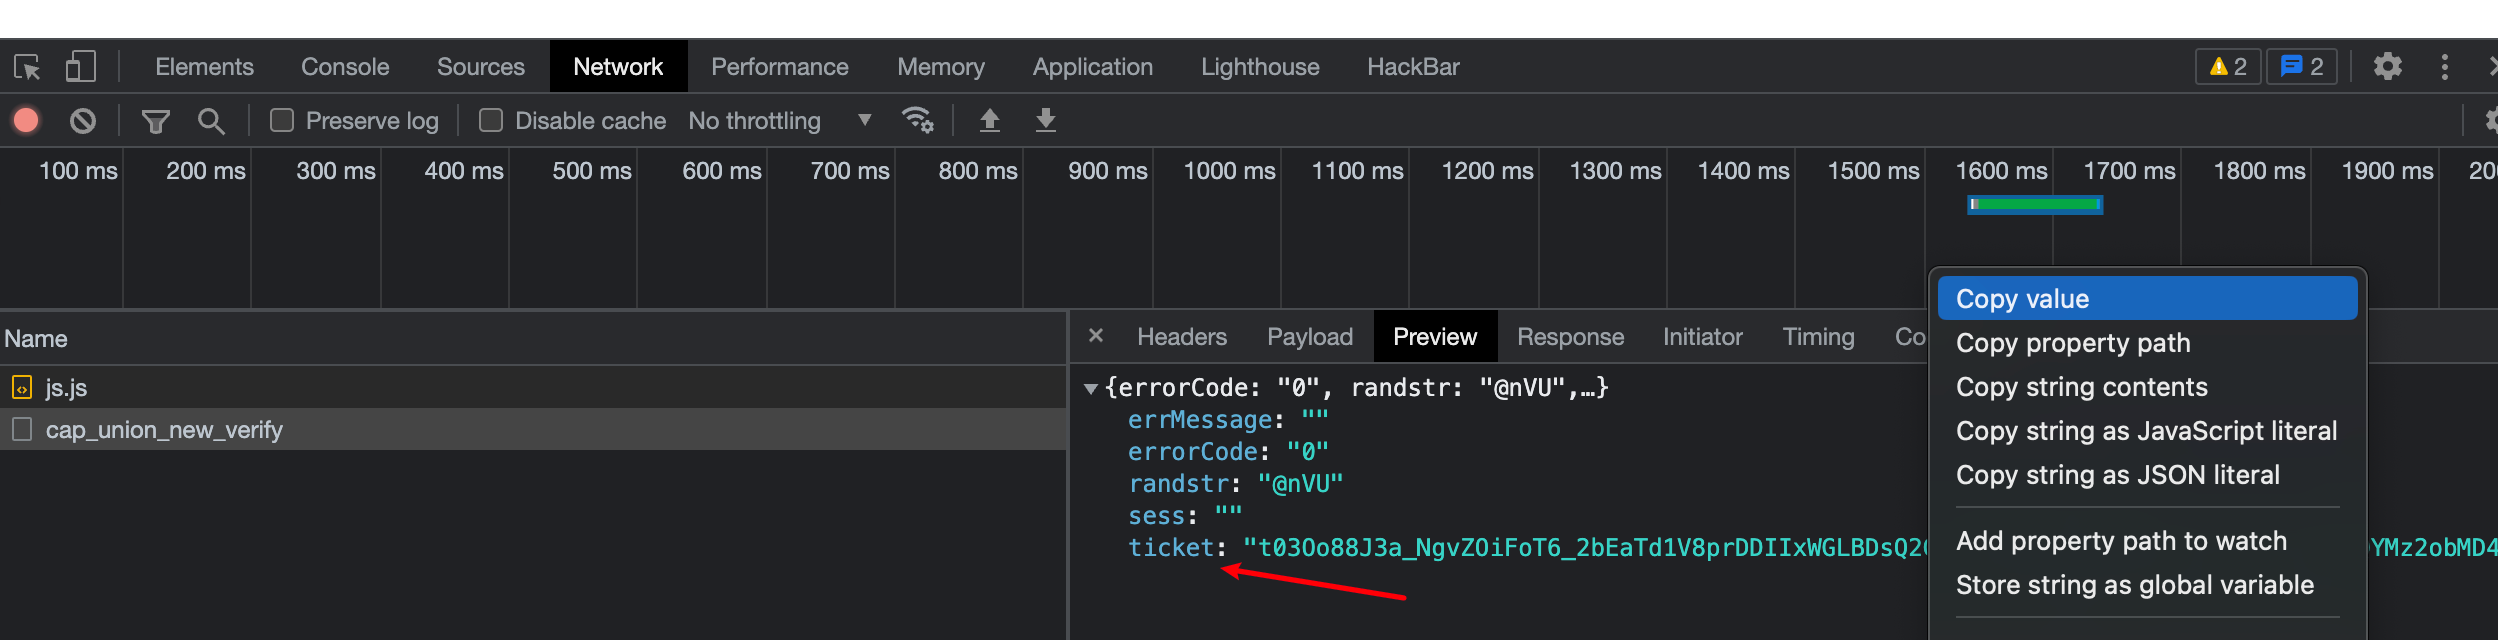 Elements Console Sources Network Performance Memory Application Lighthouse HackBar 2 2
Preserve log Disable cache No throttling
100 ms 200 ms 300 ms 400 ms 500 ms 600 ms 700 ms 800 ms 900 ms 1000 ms 1100 ms 1200 ms 1300 ms 1400 ms 1500 ms 1600 ms 1700 ms 1800 ms 1900 ms
Name
js.js
cap_union_new_verify
Headers Payload Preview Response Initiator Timing Co
{errorCode: "0", randstr: "@nVU",…}
errMessage: ""
errorCode: "0"
randstr: "@nVU"
sess: ""
ticket: "t03Oo88J3a_NgvZOiFoT6_2bEaTd1V8prDDIIxWGLBDsQ2 YMz2obMD4
Copy value
Copy property path
Copy string contents
Copy string as JavaScript literal
Copy string as JSON literal
Add property path to watch
Store string as global variable